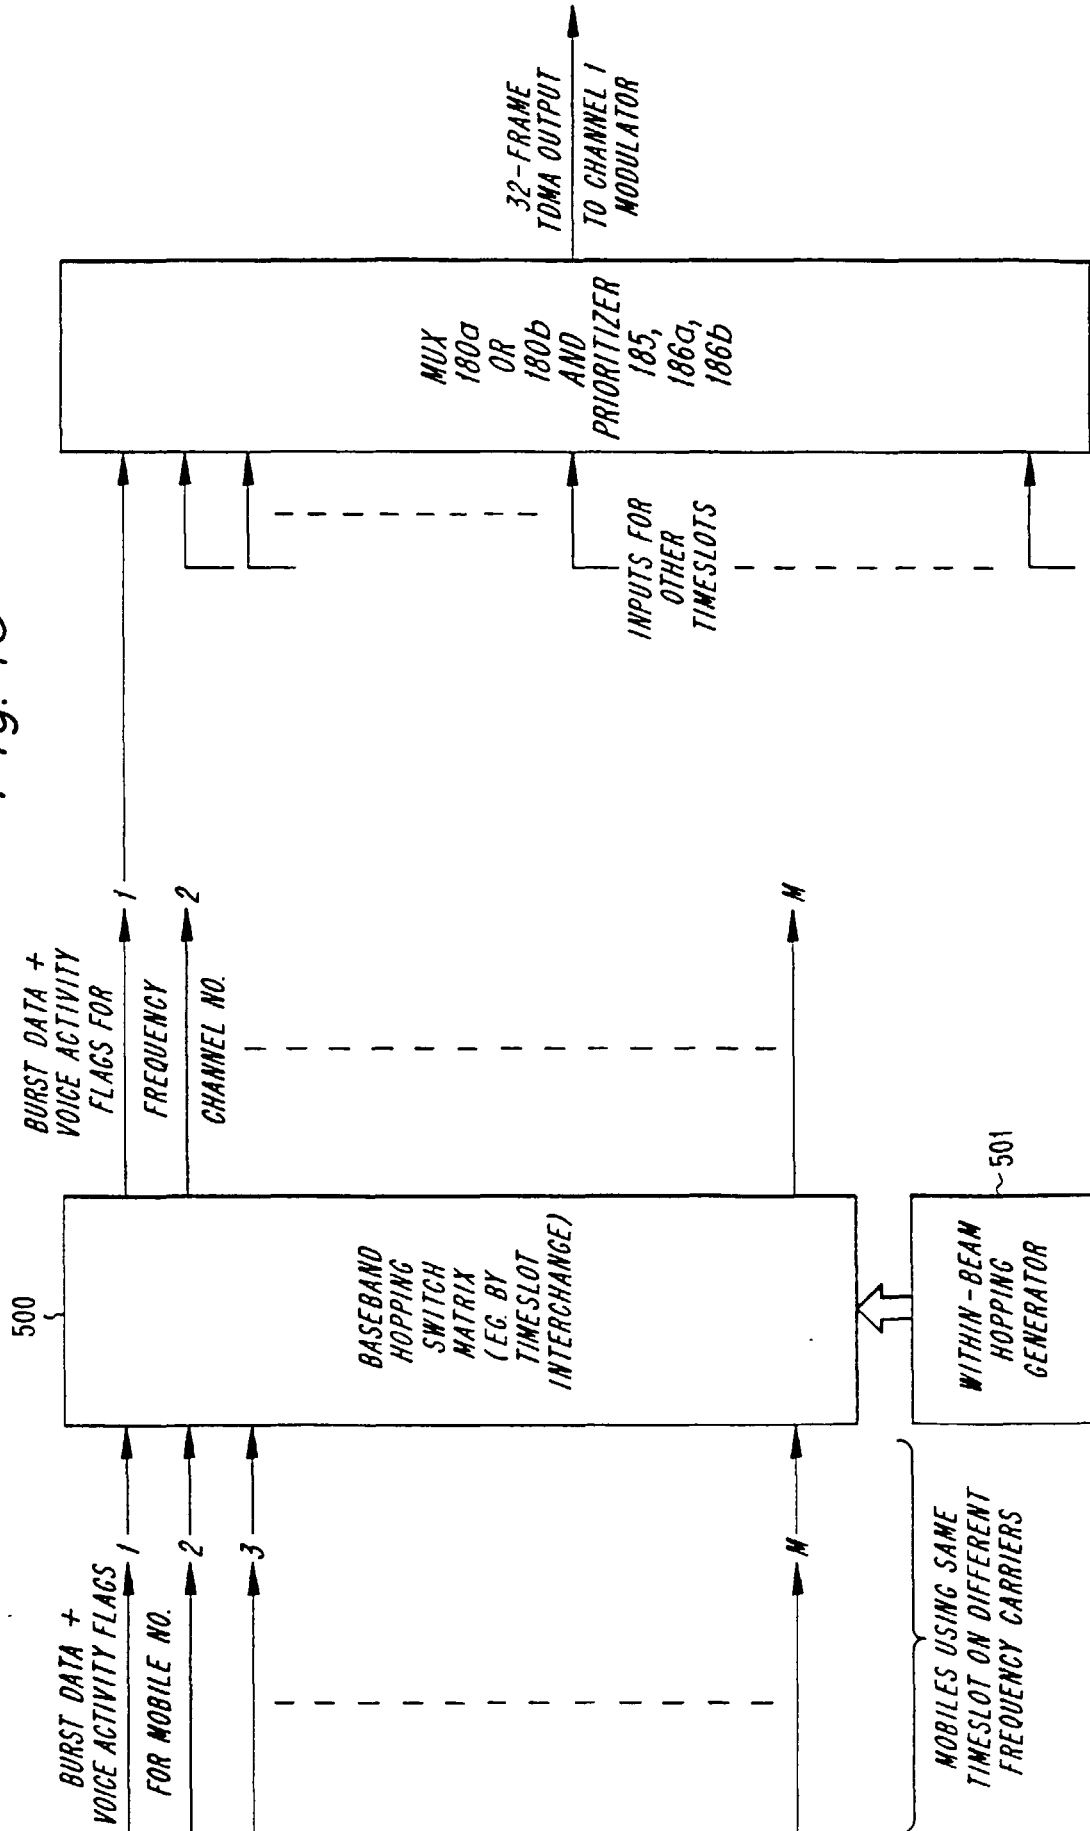 Fig.
BURST DATA +
VOICE ACTIVITY FLAGS
FOR MOBILE NO.
1
2
3
M
MOBILES USING SAME
TIMESLOT ON DIFFERENT
FREQUENCY CARRIERS
500
BASEBAND
HOPPING
SWITCH
MATRIX
(EG. BY
TIMESLOT
INTERCHANGE)
WITHIN-BEAM
HOPPING
GENERATOR
501
BURST DATA +
VOICE ACTIVITY
FLAGS FOR
FREQUENCY
CHANNEL NO.
1
2
M
INPUTS FOR
OTHER
TIMESLOTS
MUX
180a
OR
180b
AND
PRIORITIZER
185,
186a,
186b
32-FRAME
TDMA OUTPUT
TO CHANNEL 1
MODULATOR